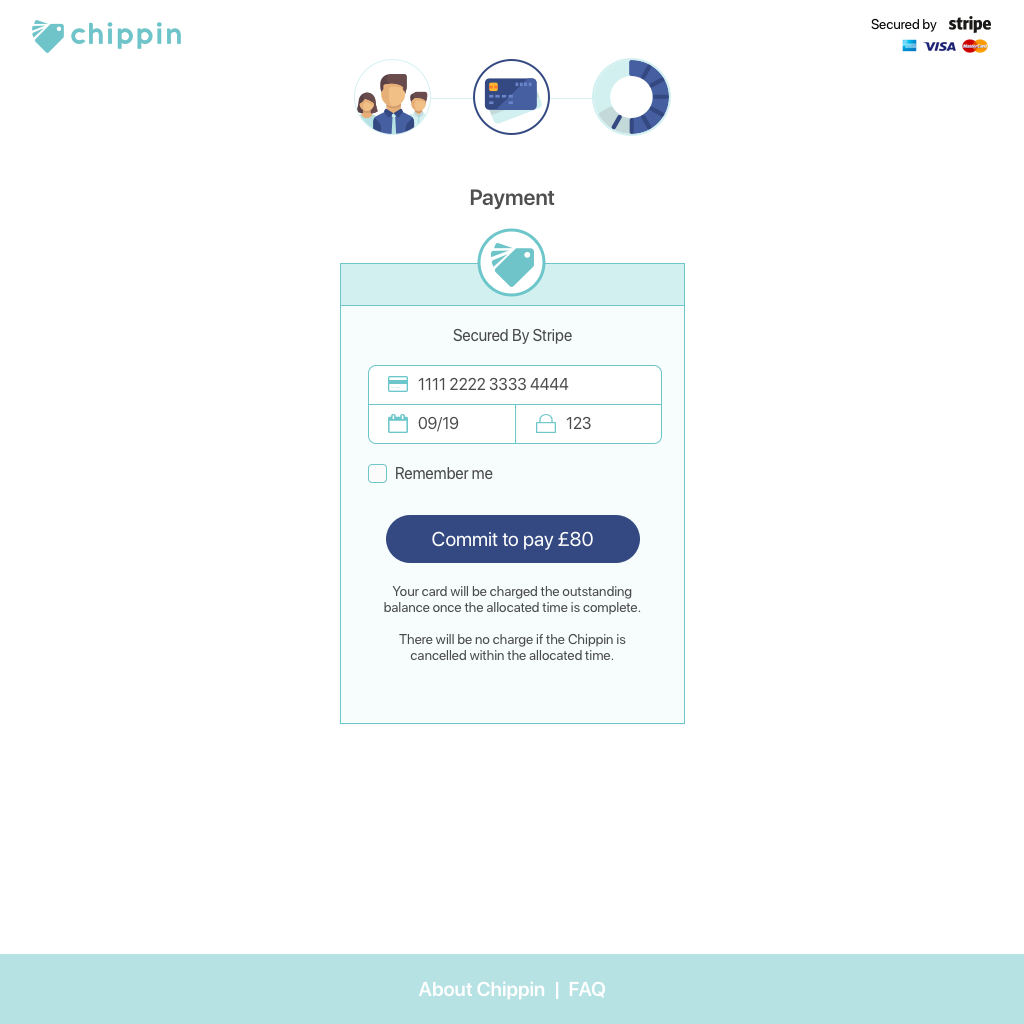 chippin
Secured by stripe
VISA MasterCard
Payment
Secured By Stripe
1111 2222 3333 4444
09/19
123
Remember me
Commit to pay £80
Your card will be charged the outstanding
balance once the allocated time is complete.
There will be no charge if the Chippin is
cancelled within the allocated time.
About Chippin | FAQ